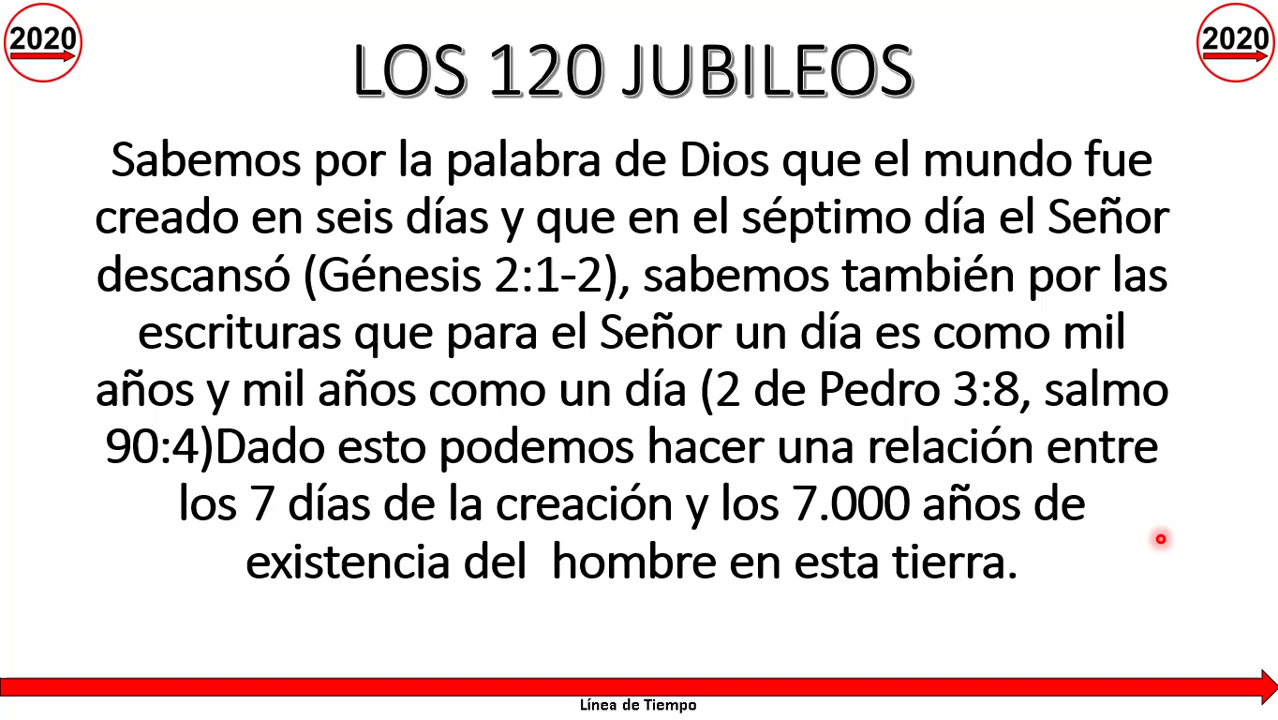 2020
2020
LOS 120 JUBILEOS
Sabemos por la palabra de Dios que el mundo fue
creado en seis días y que en el séptimo día el Señor
descansó (Génesis 2:1-2), sabemos también por las
escrituras que para el Señor un día es como mil
años y mil años como un día (2 de Pedro 3:8, salmo
90:4)Dado esto podemos hacer una relación entre
los 7 días de la creación y los 7.000 años de
existencia del  hombre en esta tierra.
Línea de Tiempo